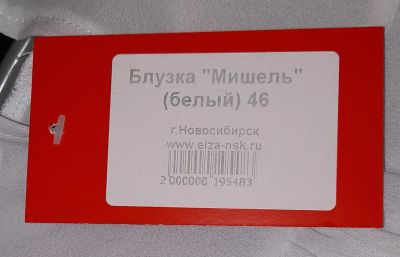 Блузка "Мишель"
(белый) 46
г.Новосибирск
www.elza-nsk.ru
2 000000 195483